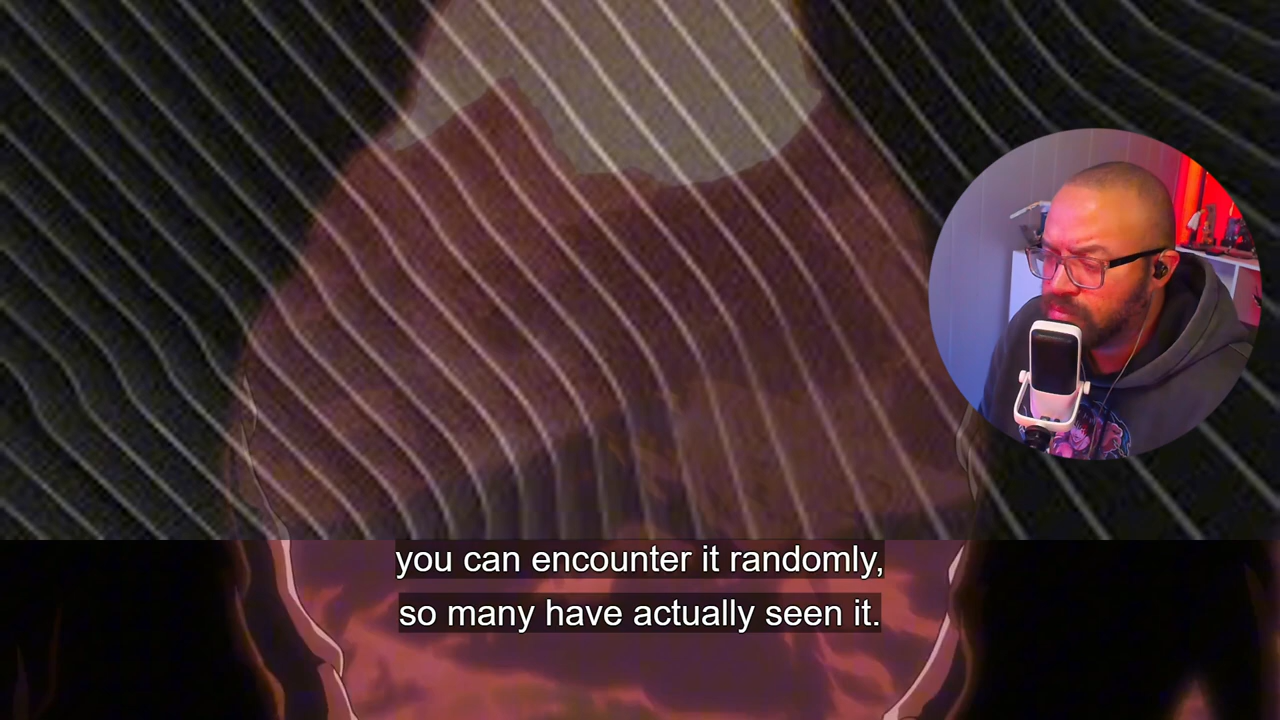 you can encounter it randomly,
so many have actually seen it.